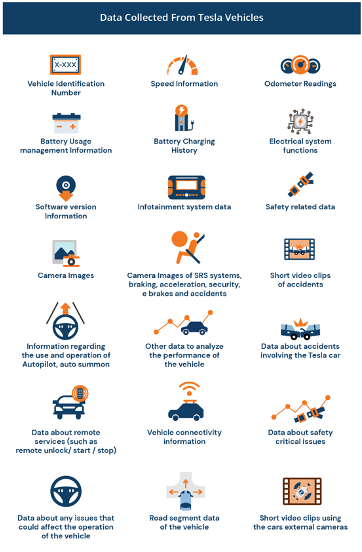 Data Collected From Tesla Vehicles
X-XXX
Vehicle Identification
Number
Speed Information
Odometer Readings
Battery Usage
management Information
Battery Charging
History
Electrical system
functions
Software version
Information
Infotainment system data
Safety related data
Camera Images
Camera Images of SRS systems,
braking, acceleration, security,
e brakes and accidents
Short video clips
of accidents
Information regarding
the use and operation of
Autopilot, auto summon
Other data to analyze
the performance of
the vehicle
Data about accidents
involving the Tesla car
Data about remote
services (such as
remote unlock/ start / stop)
Vehicle connectivity
information
Data about safety
critical issues
Data about any issues that
could affect the operation
of the vehicle
Road segment data
of the vehicle
Short video clips using
the cars external cameras